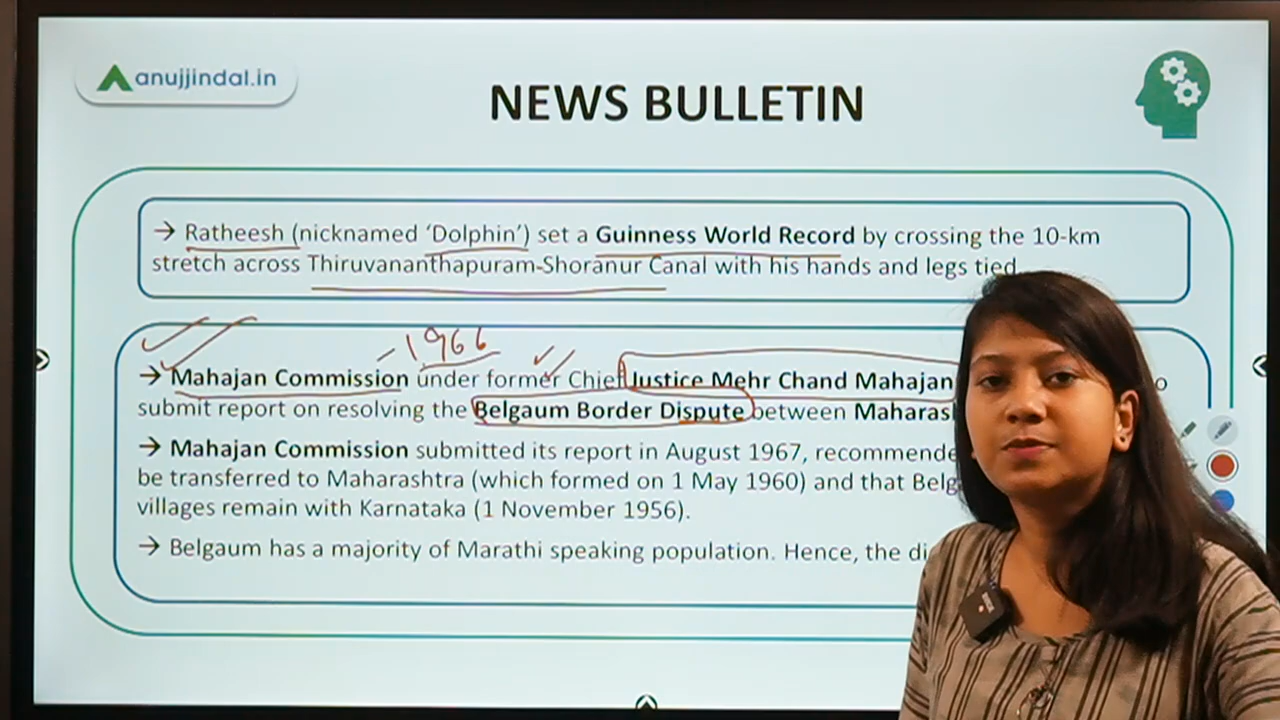 anujjindal.in
NEWS BULLETIN
→ Ratheesh (nicknamed ‘Dolphin’) set a Guinness World Record by crossing the 10-km
stretch across Thiruvananthapuram-Shoranur Canal with his hands and legs tied
1966
→ Mahajan Commission under former Chief Justice Mehr Chand Mahajan
submit report on resolving the Belgaum Border Dispute between
→ Mahajan Commission submitted its report in August 1967,
be transferred to Maharashtra (which formed on 1 May 1960) and that
villages remain with Karnataka (1 November 1956).
→ Belgaum has a majority of Marathi speaking population. Hence, the